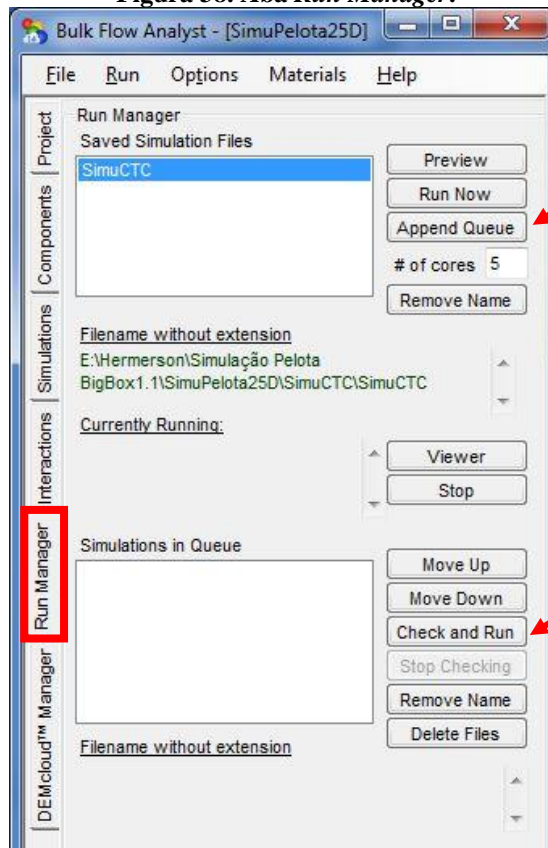 Figura 38. Aba Run Manager.
Bulk Flow Analyst - [SimuPelota25D]
File Run Options Materials Help
Project
Components
Simulations
Interactions
Run Manager
DEMcloud™ Manager
Run Manager
Saved Simulation Files
SimuCTC
Preview
Run Now
Append Queue
# of cores 5
Remove Name
Filename without extension
E:\Hermerson\Simulação Pelota
BigBox1.1\SimuPelota25D\SimuCTC\SimuCTC
Currently Running:
Viewer
Stop
Simulations in Queue
Move Up
Move Down
Check and Run
Stop Checking
Remove Name
Delete Files
Filename without extension